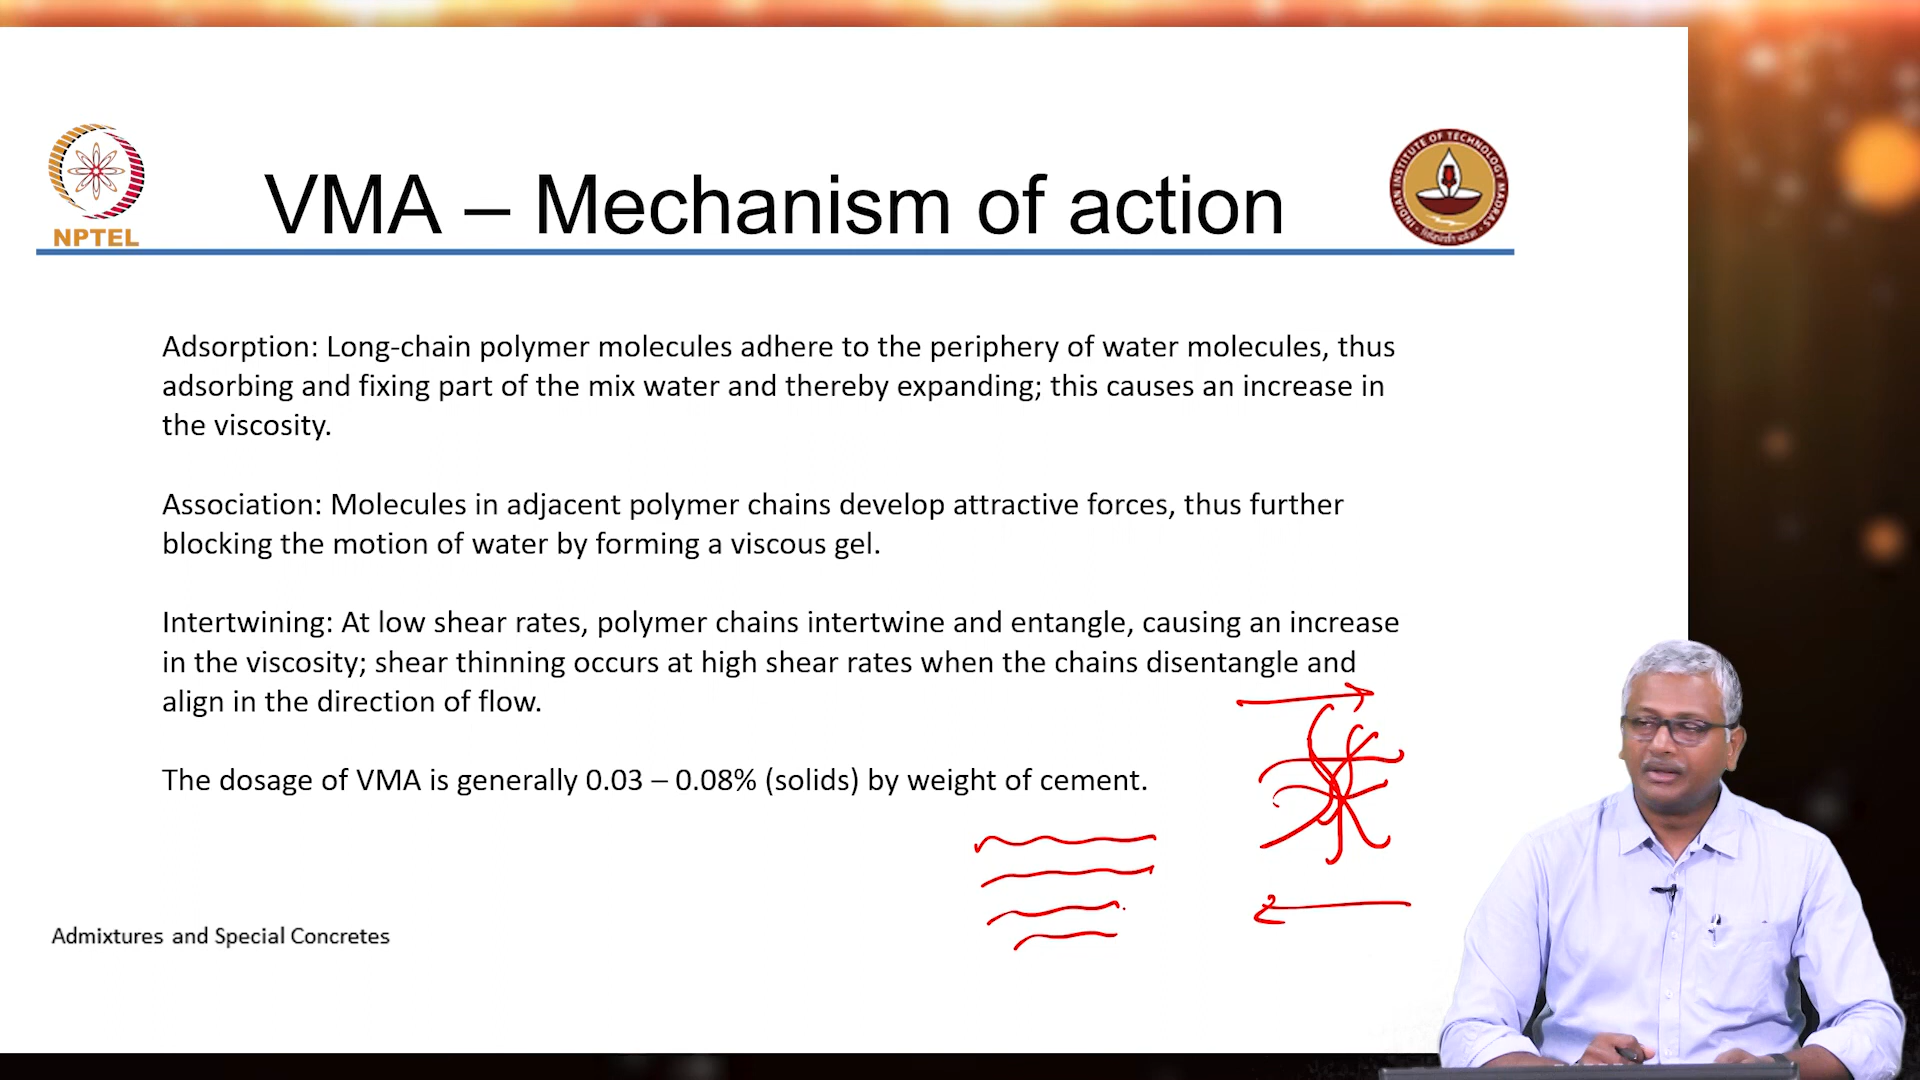 NPTEL
VMA – Mechanism of action
INDIAN INSTITUTE OF TECHNOLOGY MADRAS
Adsorption: Long-chain polymer molecules adhere to the periphery of water molecules, thus
adsorbing and fixing part of the mix water and thereby expanding; this causes an increase in
the viscosity.
Association: Molecules in adjacent polymer chains develop attractive forces, thus further
blocking the motion of water by forming a viscous gel.
Intertwining: At low shear rates, polymer chains intertwine and entangle, causing an increase
in the viscosity; shear thinning occurs at high shear rates when the chains disentangle and
align in the direction of flow.
The dosage of VMA is generally 0.03 – 0.08% (solids) by weight of cement.
Admixtures and Special Concretes